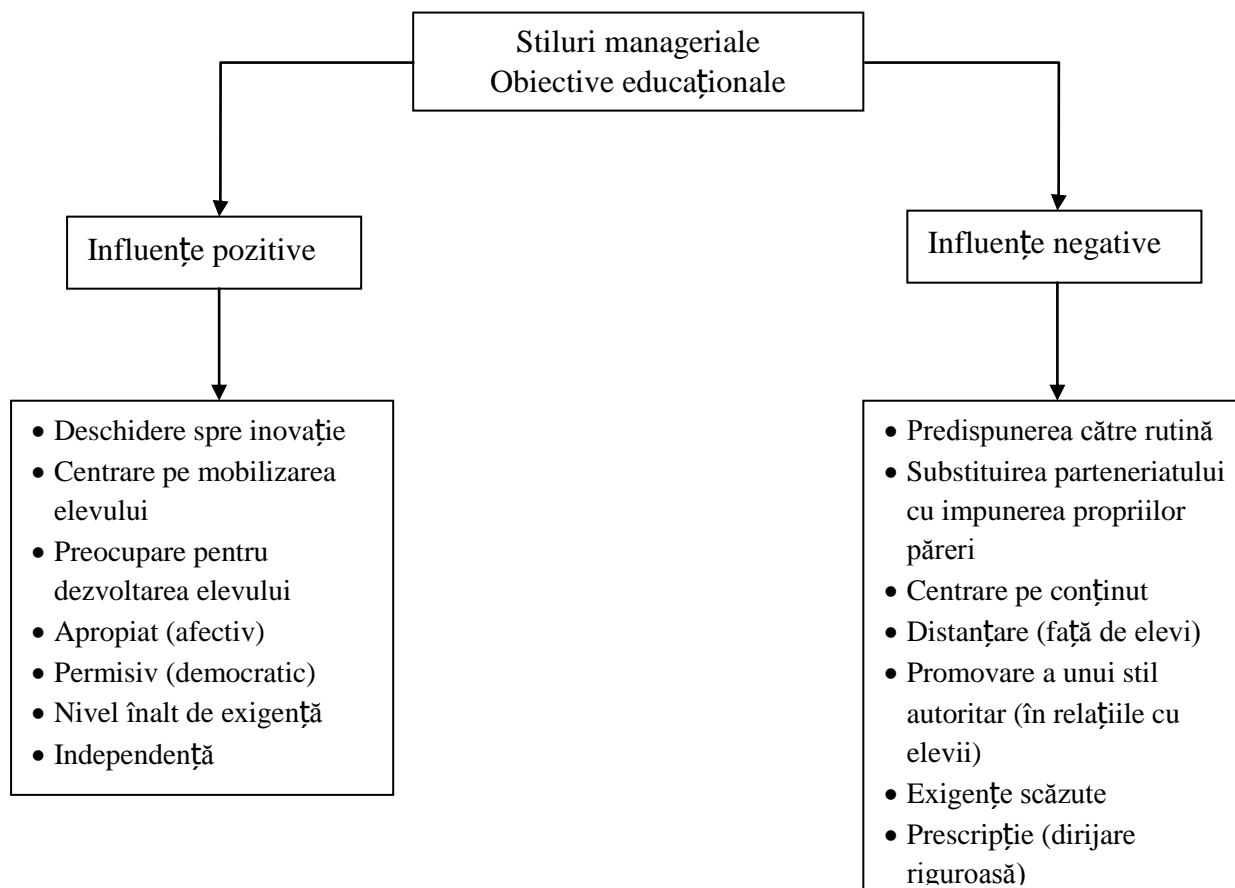 Stiluri manageriale
Obiective educaționale
Influențe pozitive
Influențe negative
• Deschidere spre inovație
• Centrare pe mobilizarea
elevului
• Preocupare pentru
dezvoltarea elevului
• Apropiat (afectiv)
• Permisiv (democratic)
• Nivel înalt de exigență
• Independență
• Predispunerea către rutină
• Substituirea parteneriatului
cu impunerea propriilor
păreri
• Centrare pe conținut
• Distanțare (față de elevi)
• Promovare a unui stil
autoritar (în relațiile cu
elevii)
• Exigențe scăzute
• Prescripție (dirijare
riguroasă)